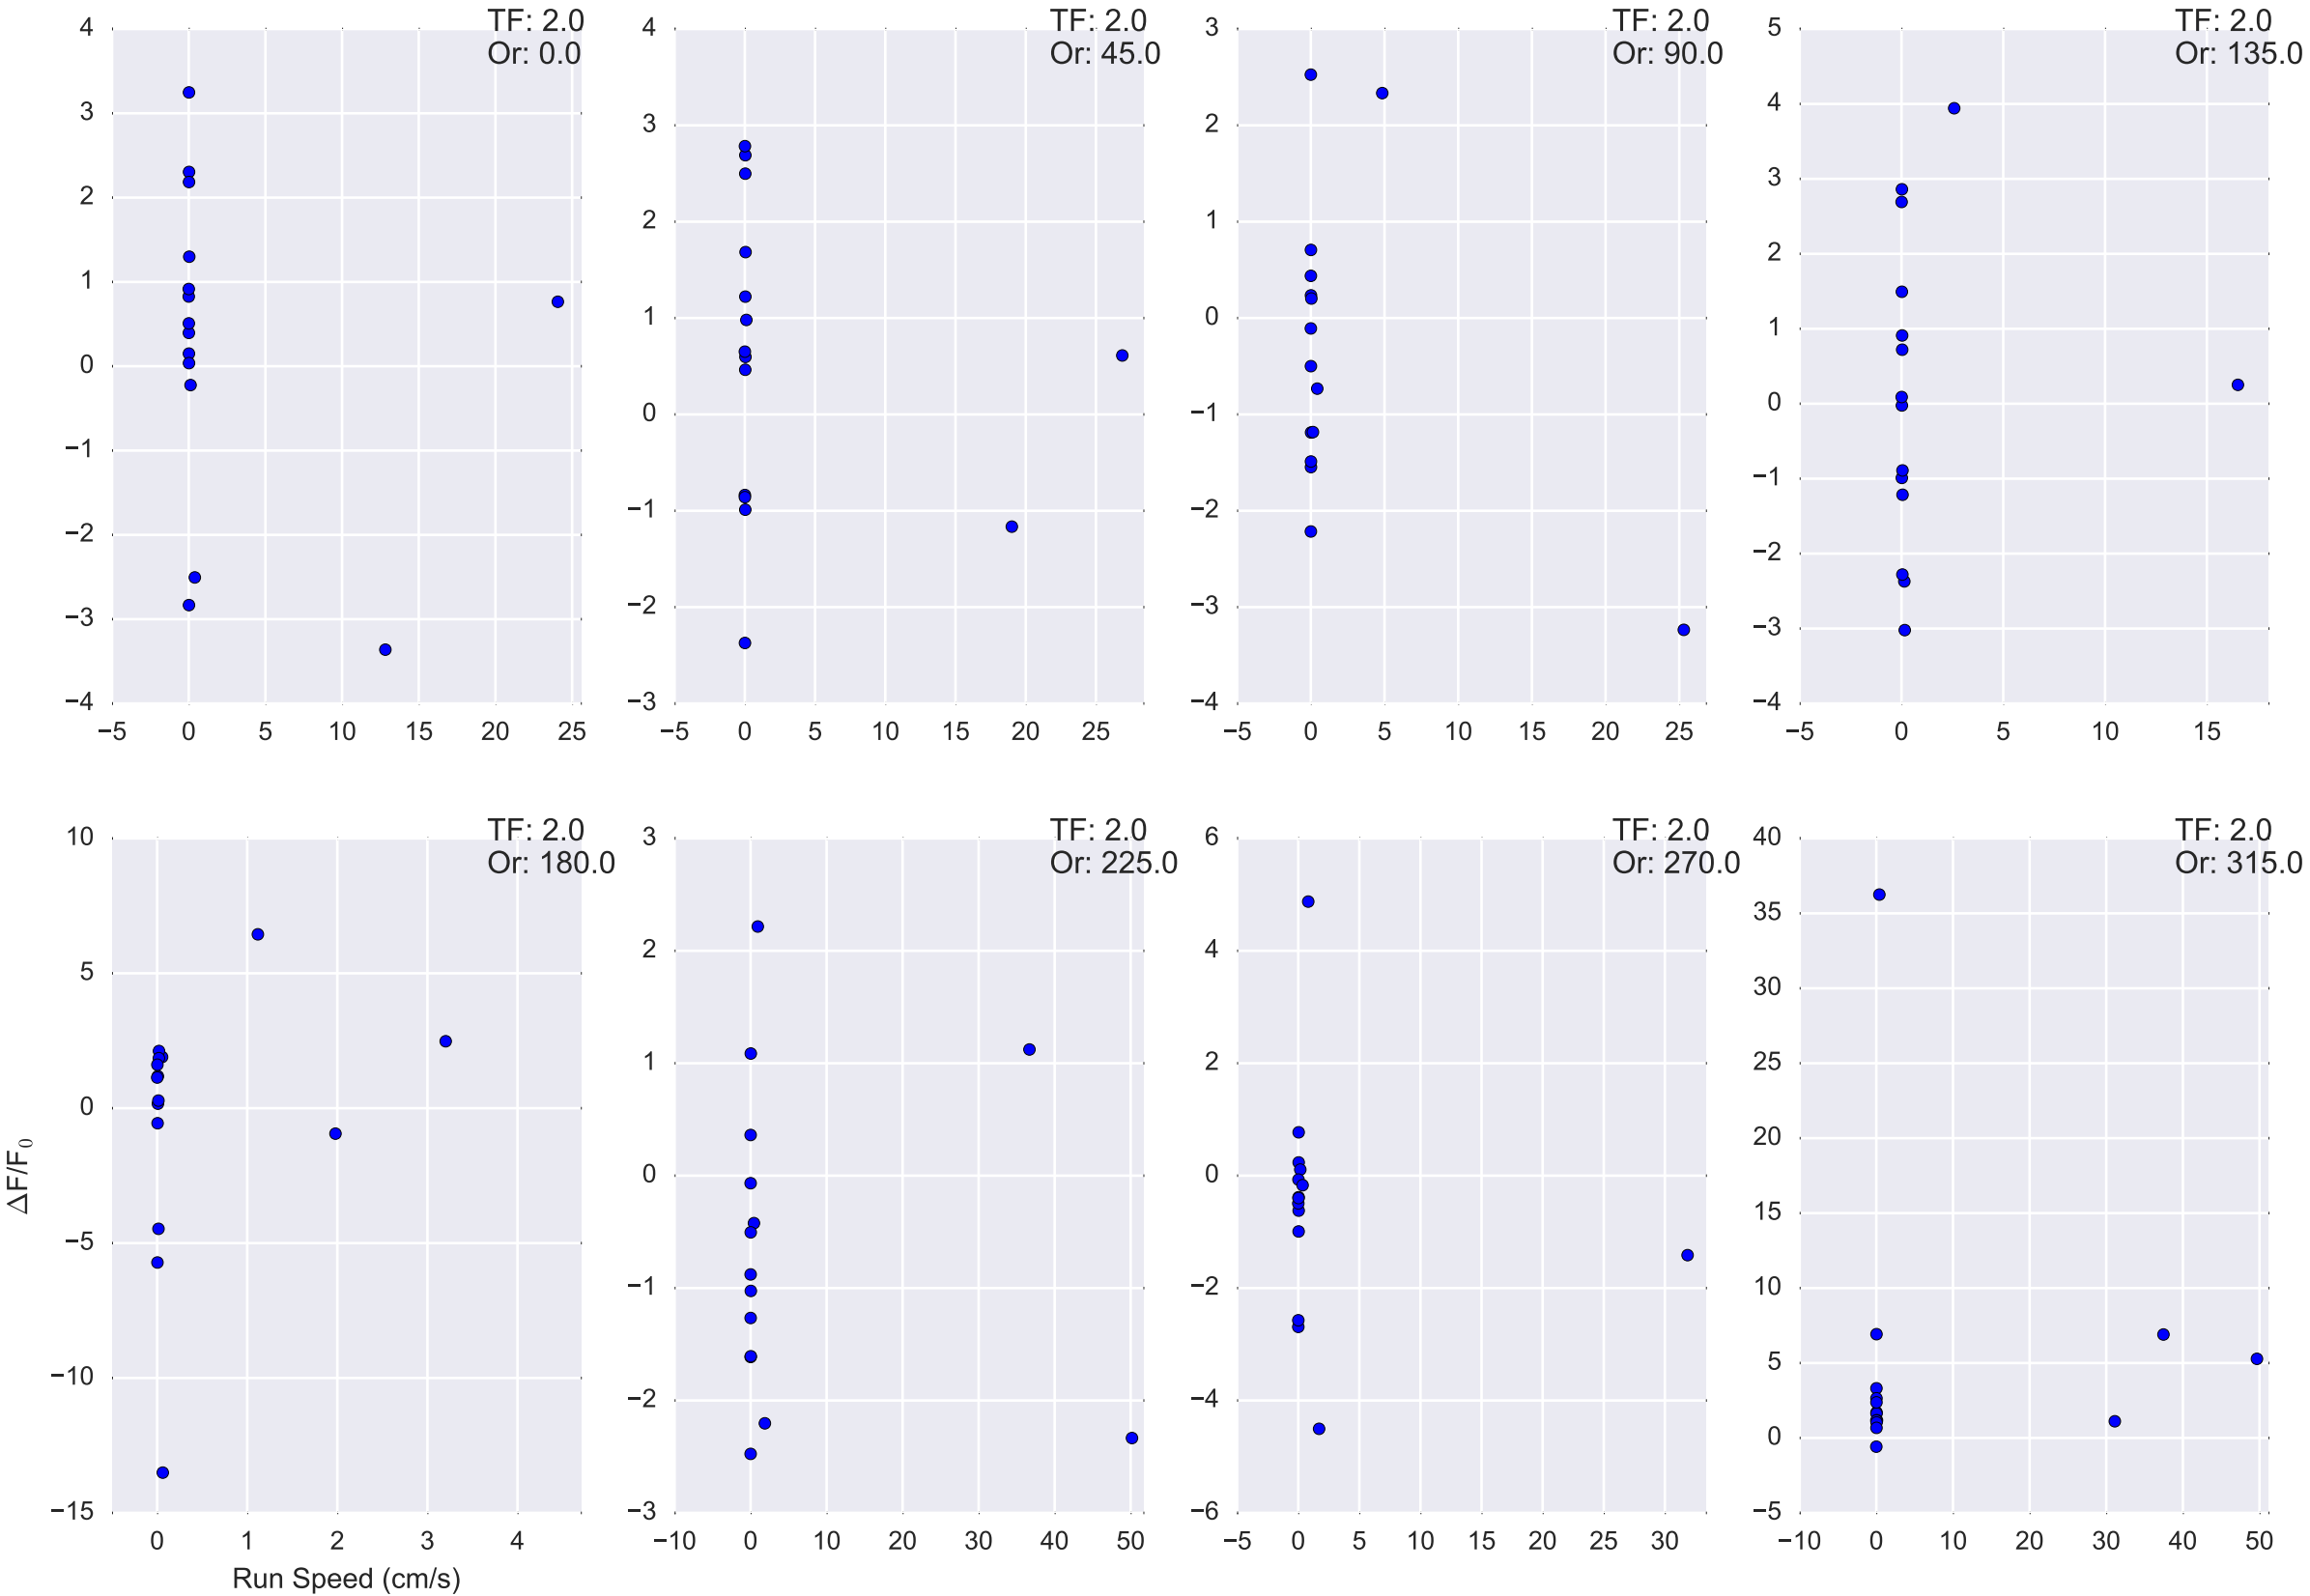 TF: 2.0
Or: 0.0
4
3
2
1
0
−1
−2
−3
−4
−5 0 5 10 15 20 25
TF: 2.0
Or: 45.0
4
3
2
1
0
−1
−2
−3
−5 0 5 10 15 20 25
TF: 2.0
Or: 90.0
3
2
1
0
−1
−2
−3
−4
−5 0 5 10 15 20 25
TF: 2.0
Or: 135.0
5
4
3
2
1
0
−1
−2
−3
−4
−5 0 5 10 15
TF: 2.0
Or: 180.0
10
5
0
−5
−10
−15
0 1 2 3 4
Run Speed (cm/s)
ΔF/F₀
TF: 2.0
Or: 225.0
3
2
1
0
−1
−2
−3
−10 0 10 20 30 40 50
TF: 2.0
Or: 270.0
6
4
2
0
−2
−4
−6
−5 0 5 10 15 20 25 30
TF: 2.0
Or: 315.0
40
35
30
25
20
15
10
5
0
−5
−10 0 10 20 30 40 50